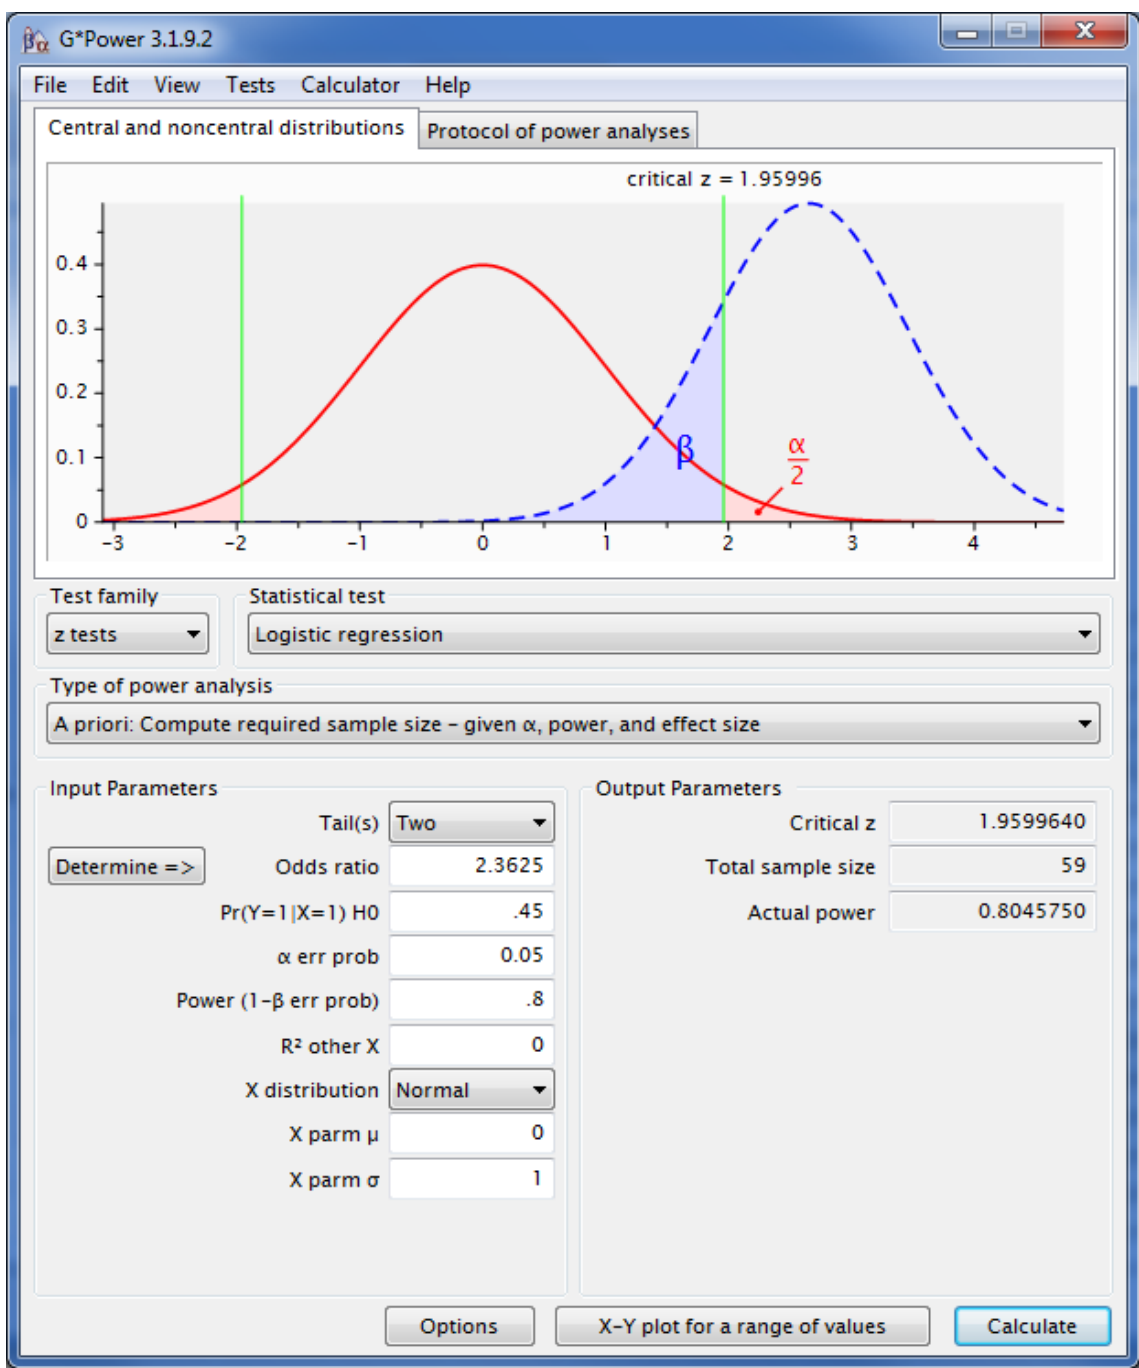 βα G*Power 3.1.9.2
File Edit View Tests Calculator Help
Central and noncentral distributions Protocol of power analyses
critical z = 1.95996
0.4
0.3
0.2
0.1
0
β
α
2
-3 -2 -1 0 1 2 3 4
Test family Statistical test
z tests Logistic regression
Type of power analysis
A priori: Compute required sample size – given α, power, and effect size
Input Parameters Output Parameters
Tail(s) Two Critical z 1.9599640
Determine => Odds ratio 2.3625 Total sample size 59
Pr(Y=1|X=1) H0 .45 Actual power 0.8045750
α err prob 0.05
Power (1-β err prob) .8
R² other X 0
X distribution Normal
X parm μ 0
X parm σ 1
Options X-Y plot for a range of values Calculate